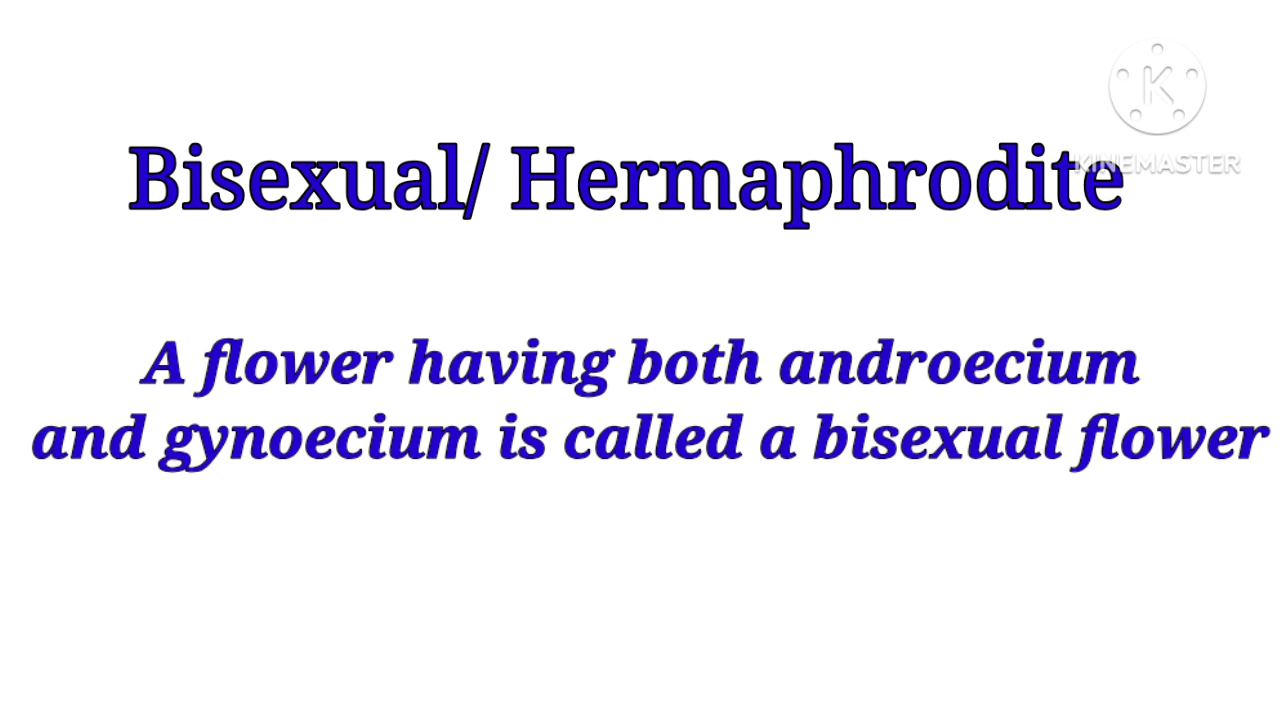 KINEMASTER
Bisexual/ Hermaphrodite
A flower having both androecium
and gynoecium is called a bisexual flower